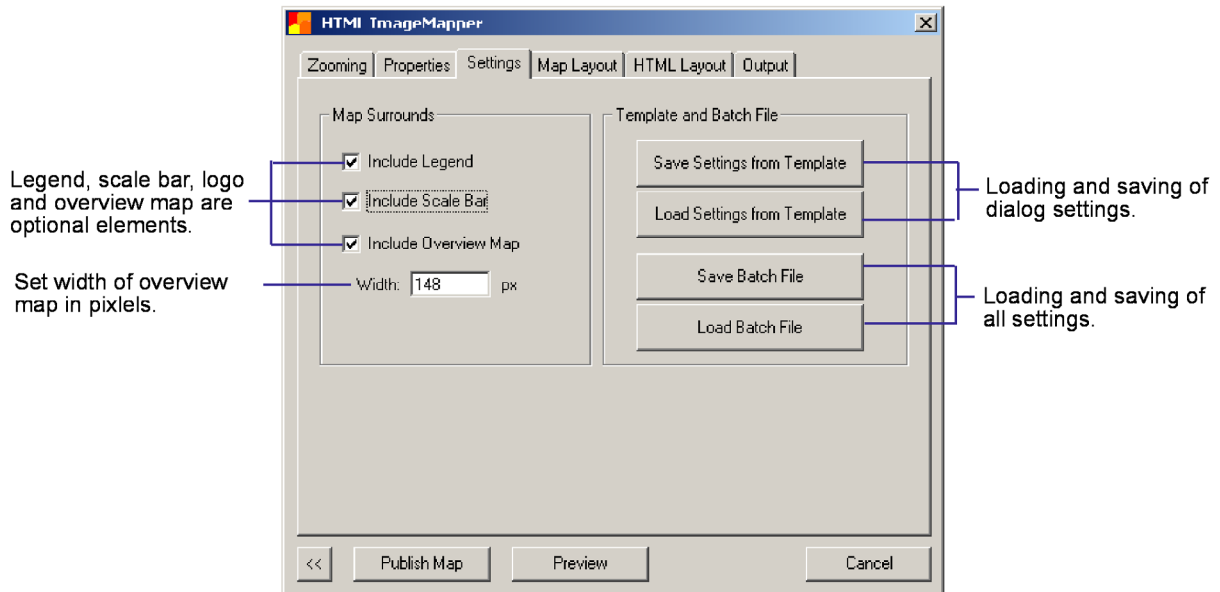 HTML ImageMapper
Zooming Properties Settings Map Layout HTML Layout Output
Map Surrounds
Include Legend
Include Scale Bar
Include Overview Map
Width: 148 px
Template and Batch File
Save Settings from Template
Load Settings from Template
Save Batch File
Load Batch File
<< Publish Map Preview Cancel
Legend, scale bar, logo
and overview map are
optional elements.
Set width of overview
map in pixlels.
Loading and saving of
dialog settings.
Loading and saving of
all settings.